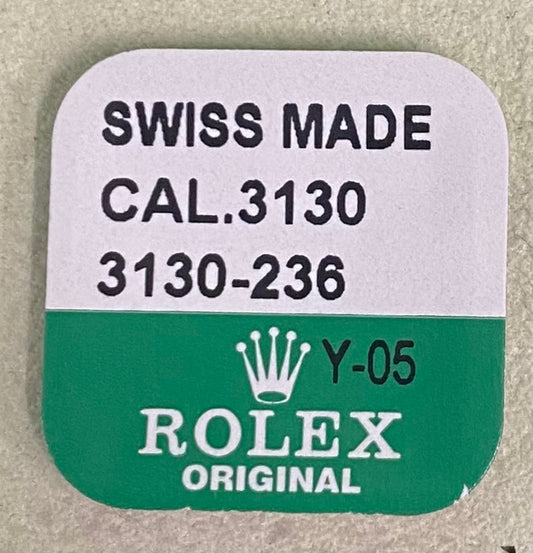 SWISS MADE
CAL.3130
3130-236
Y-05
ROLEX
ORIGINAL